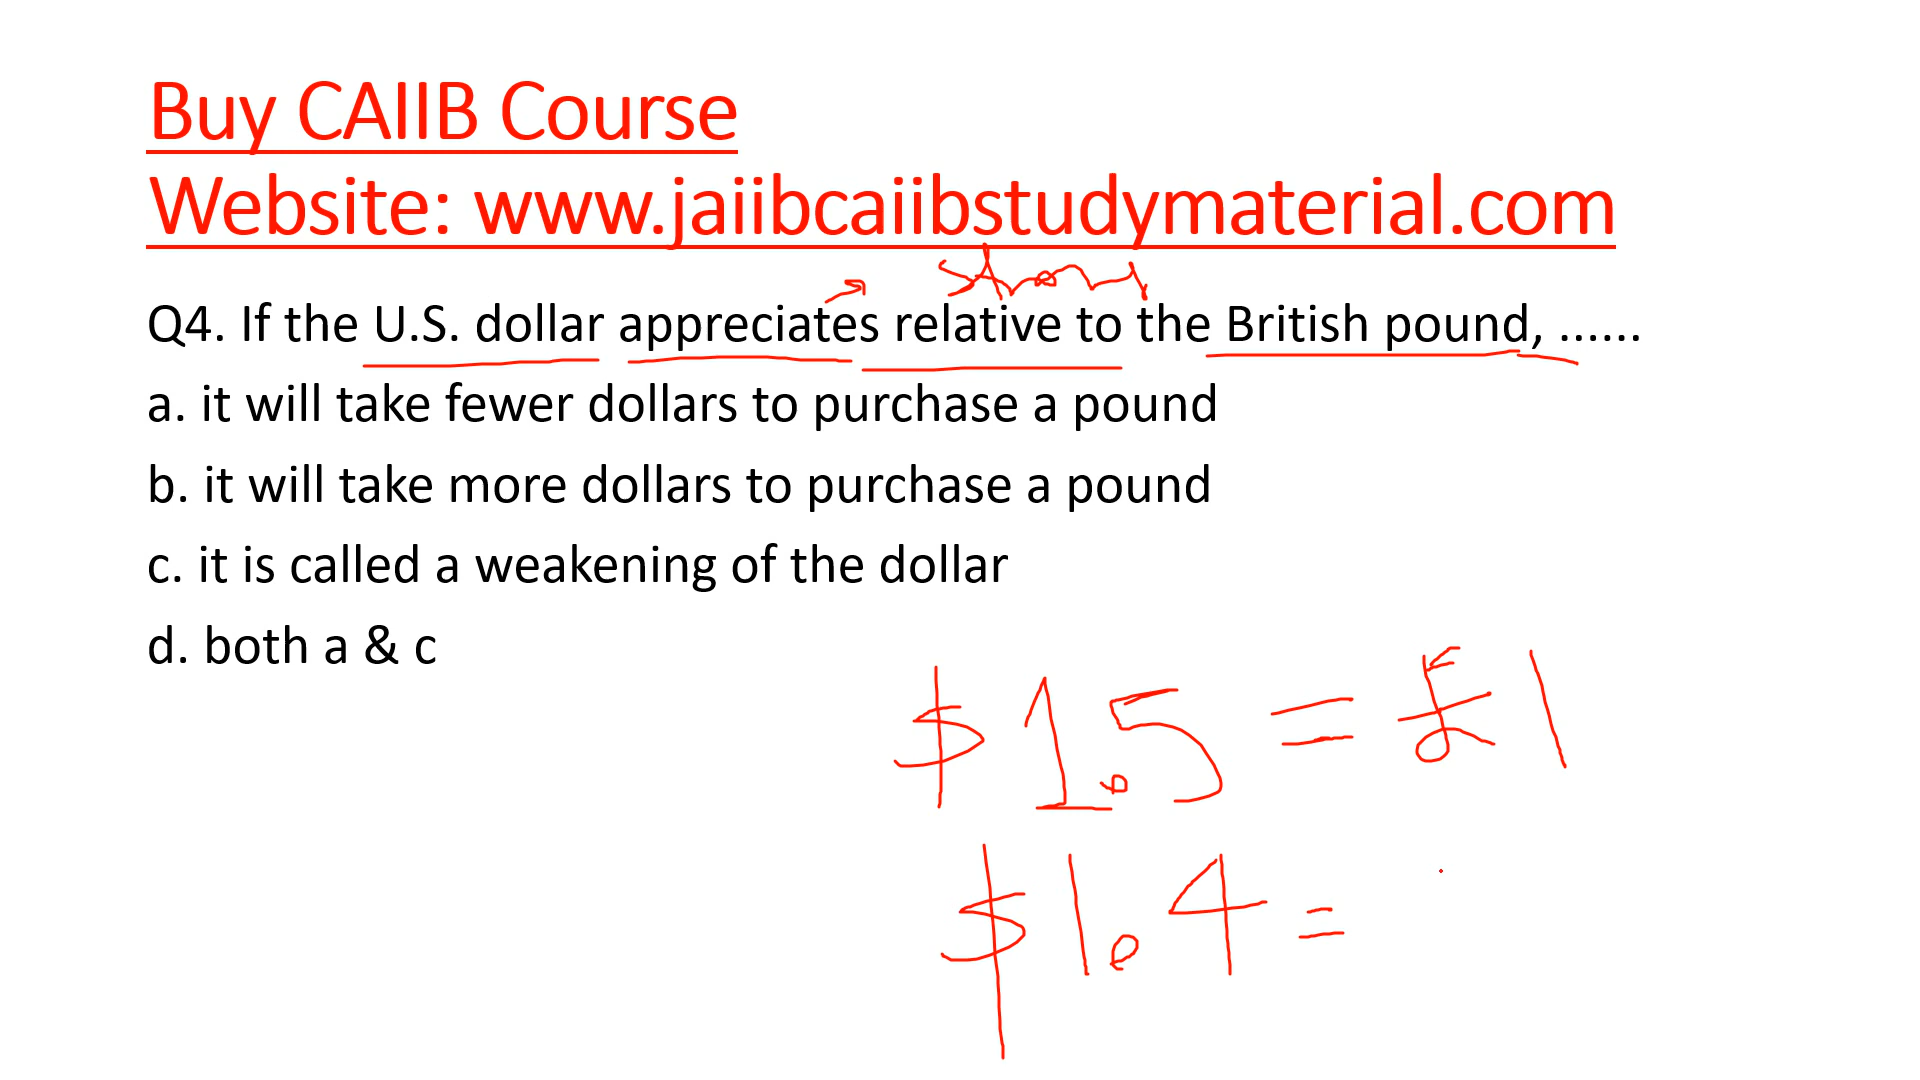 Buy CAIIB Course
Website: www.jaiibcaiibstudymaterial.com
Q4. If the U.S. dollar appreciates relative to the British pound, ......
a. it will take fewer dollars to purchase a pound
b. it will take more dollars to purchase a pound
c. it is called a weakening of the dollar
d. both a & c
$ 1.5 = £1
$1.4 =